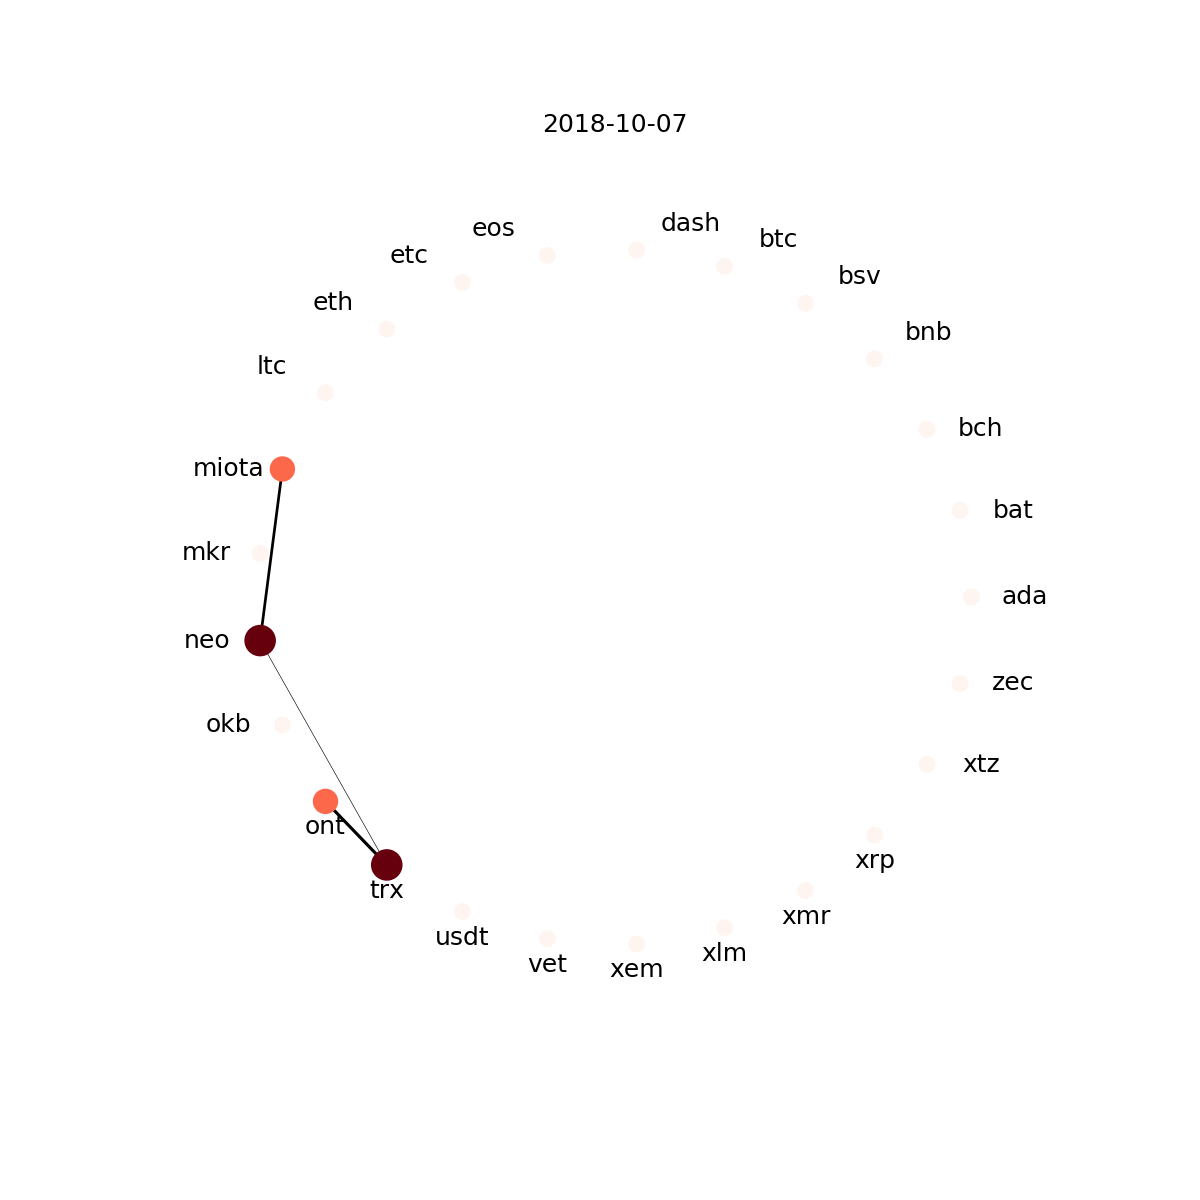 2018-10-07
dash
eos
btc
etc
bsv
eth
bnb
ltc
bch
miota
bat
mkr
ada
neo
zec
okb
xtz
ont
xrp
trx
xmr
usdt
xlm
vet
xem